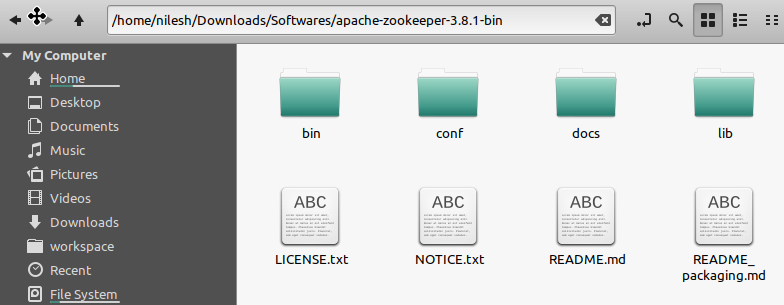 /home/nilesh/Downloads/Softwares/apache-zookeeper-3.8.1-bin
My Computer
Home
Desktop
Documents
Music
Pictures
Videos
Downloads
workspace
Recent
File System
bin
conf
docs
lib
ABC
ABC
ABC
ABC
LICENSE.txt
NOTICE.txt
README.md
README_
packaging.md